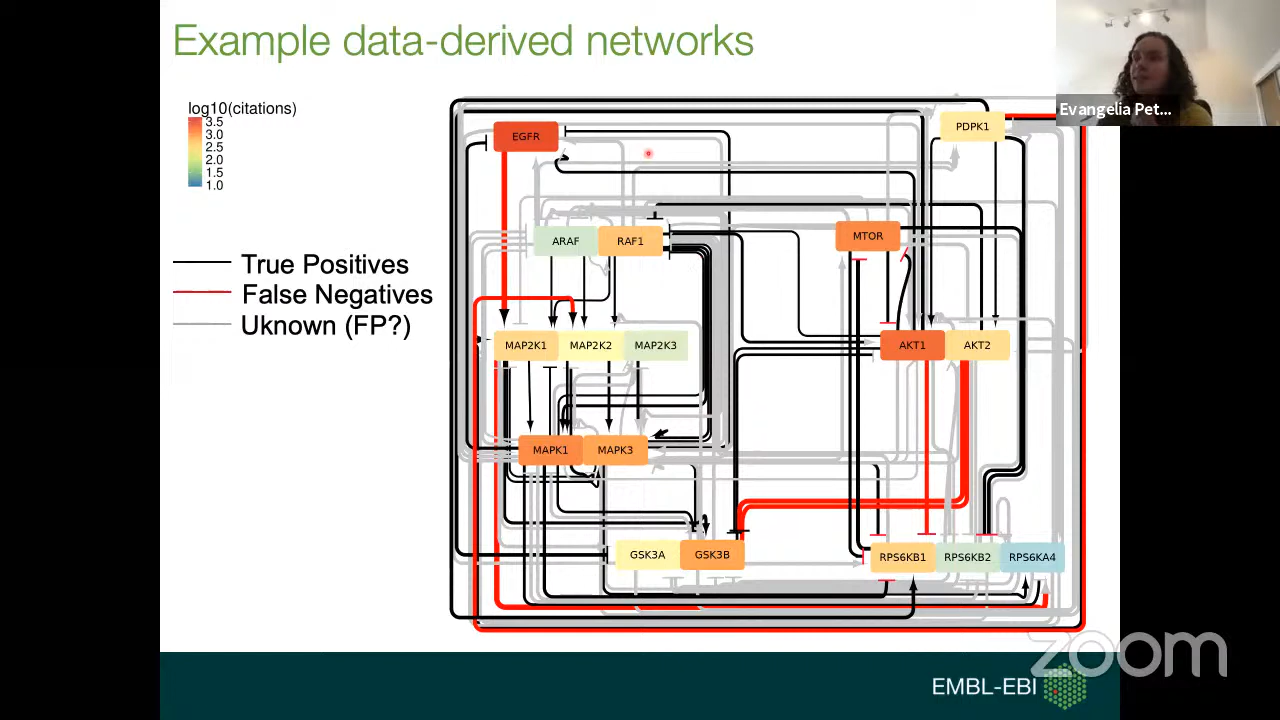 Example data-derived networks
Evangelia Pet...
log10(citations)
3.5
3.0
2.5
2.0
1.5
1.0
True Positives
False Negatives
Uknown (FP?)
EGFR
PDPK1
ARAF
RAF1
MTOR
MAP2K1
MAP2K2
MAP2K3
AKT1
AKT2
MAPK1
MAPK3
GSK3A
GSK3B
RPS6KB1
RPS6KB2
RPS6KA4
zoom
EMBL-EBI